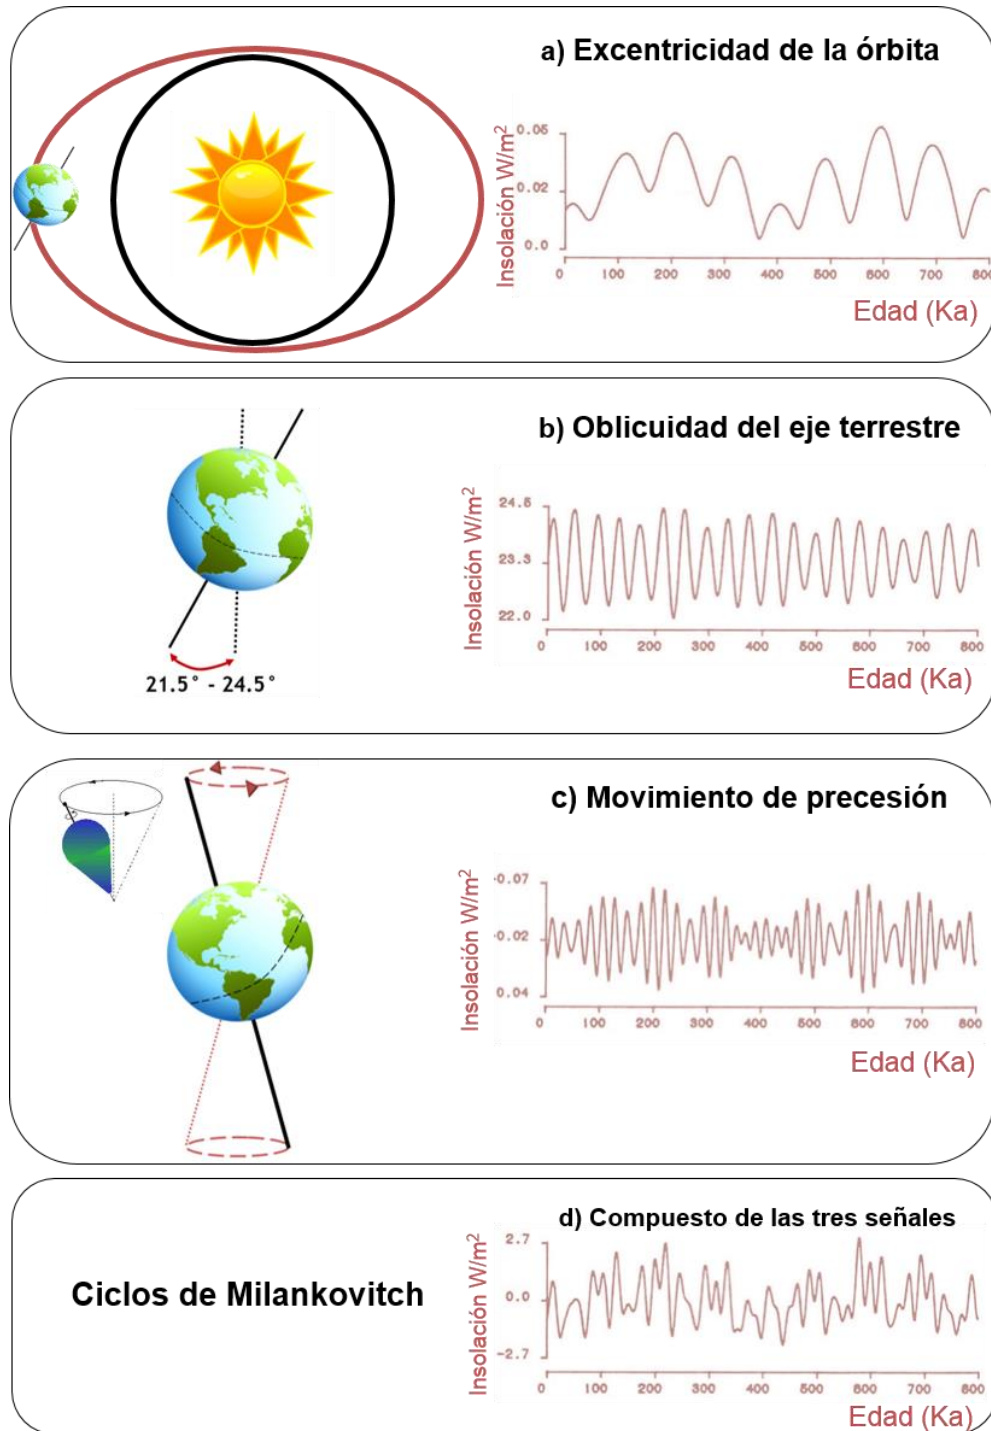 a) Excentricidad de la órbita
Insolación W/m²
0.05
0.02
0.0
0 100 200 300 400 500 600 700 800
Edad (Ka)
b) Oblicuidad del eje terrestre
Insolación W/m²
24.5
23.3
22.0
0 100 200 300 400 500 600 700 800
Edad (Ka)
21.5° - 24.5°
c) Movimiento de precesión
Insolación W/m²
-0.07
-0.02
0.04
0 100 200 300 400 500 600 700 800
Edad (Ka)
d) Compuesto de las tres señales
Ciclos de Milankovitch
Insolación W/m²
2.7
0.0
-2.7
0 100 200 300 400 500 600 700 800
Edad (Ka)